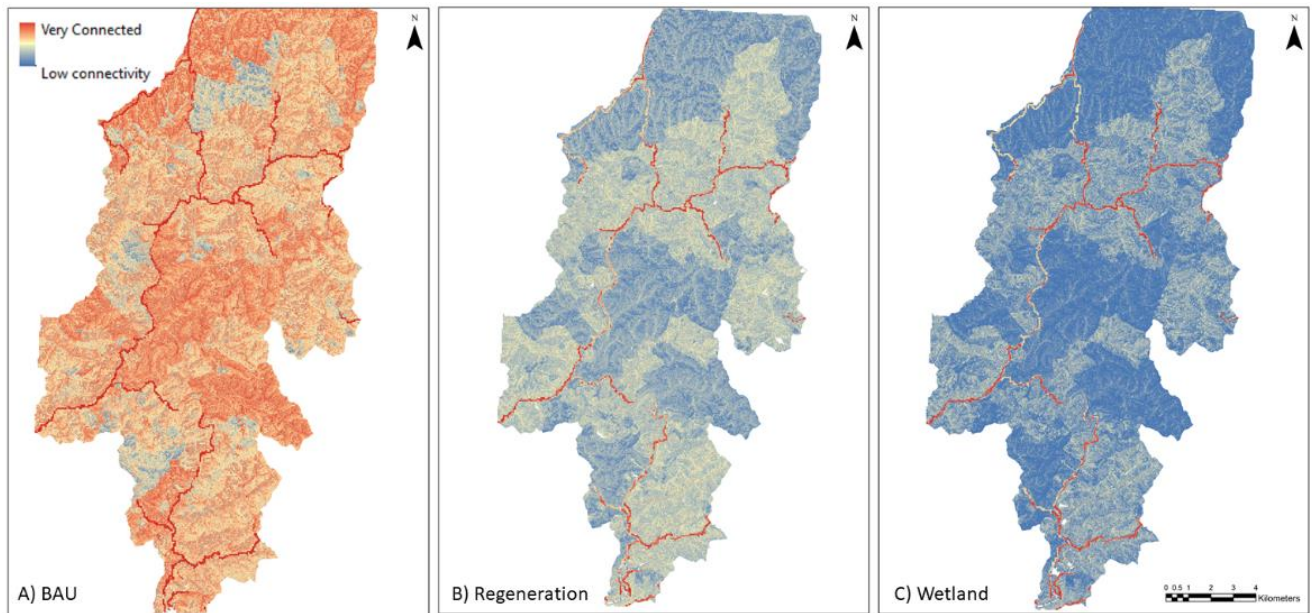 Very Connected
Low connectivity
N
N
N
A) BAU
B) Regeneration
C) Wetland
0 0.5 1 2 3 4
Kilometers